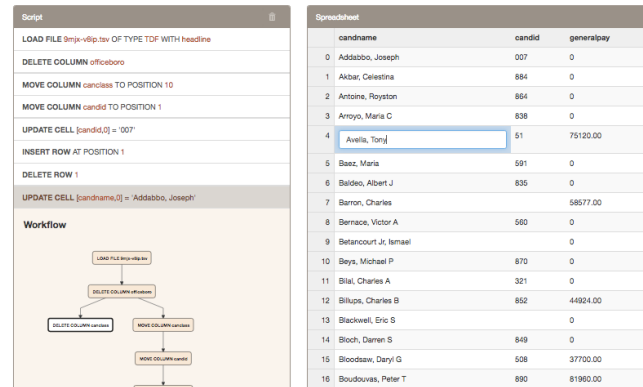 Script
LOAD FILE 9mjx-v8ip.tsv OF TYPE TDF WITH headline
DELETE COLUMN officeboro
MOVE COLUMN canclass TO POSITION 10
MOVE COLUMN candid TO POSITION 1
UPDATE CELL [candid,0] = '007'
INSERT ROW AT POSITION 1
DELETE ROW 1
UPDATE CELL [candname,0] = 'Addabbo, Joseph'
Workflow
LOAD FILE 9mjx-v8ip.tsv
DELETE COLUMN officeboro
DELETE COLUMN canclass MOVE COLUMN canclass
MOVE COLUMN candid
Spreadsheet
candname candid generalpay
0 Addabbo, Joseph 007 0
1 Akbar, Celestina 884 0
2 Antoine, Royston 864 0
3 Arroyo, Maria C 838 0
4 Avella, Tony 51 75120.00
5 Baez, Maria 591 0
6 Baldeo, Albert J 835 0
7 Barron, Charles 58577.00
8 Bernace, Victor A 560 0
9 Betancourt Jr, Ismael 0
10 Beys, Michael P 870 0
11 Bilal, Charles A 321 0
12 Billups, Charles B 852 44924.00
13 Blackwell, Eric S 0
14 Bloch, Darren S 849 0
15 Bloodsaw, Daryl G 508 37700.00
16 Boudouvas, Peter T 890 81960.00